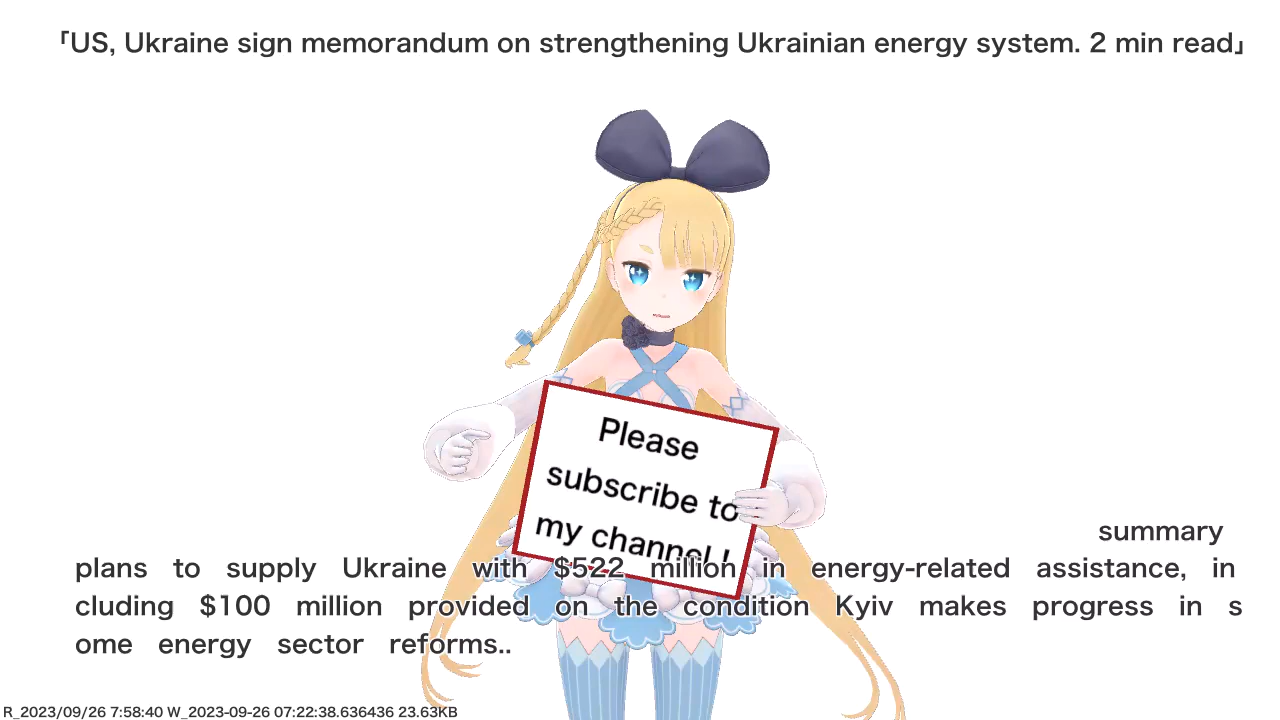 「US, Ukraine sign memorandum on strengthening Ukrainian energy system. 2 min read」
Please
subscribe to
my channel !
summary
plans to supply Ukraine with $522 million in energy-related assistance, in
cluding $100 million provided on the condition Kyiv makes progress in s
ome energy sector reforms..
R_2023/09/26 7:58:40 W_2023-09-26 07:22:38.636436 23.63KB